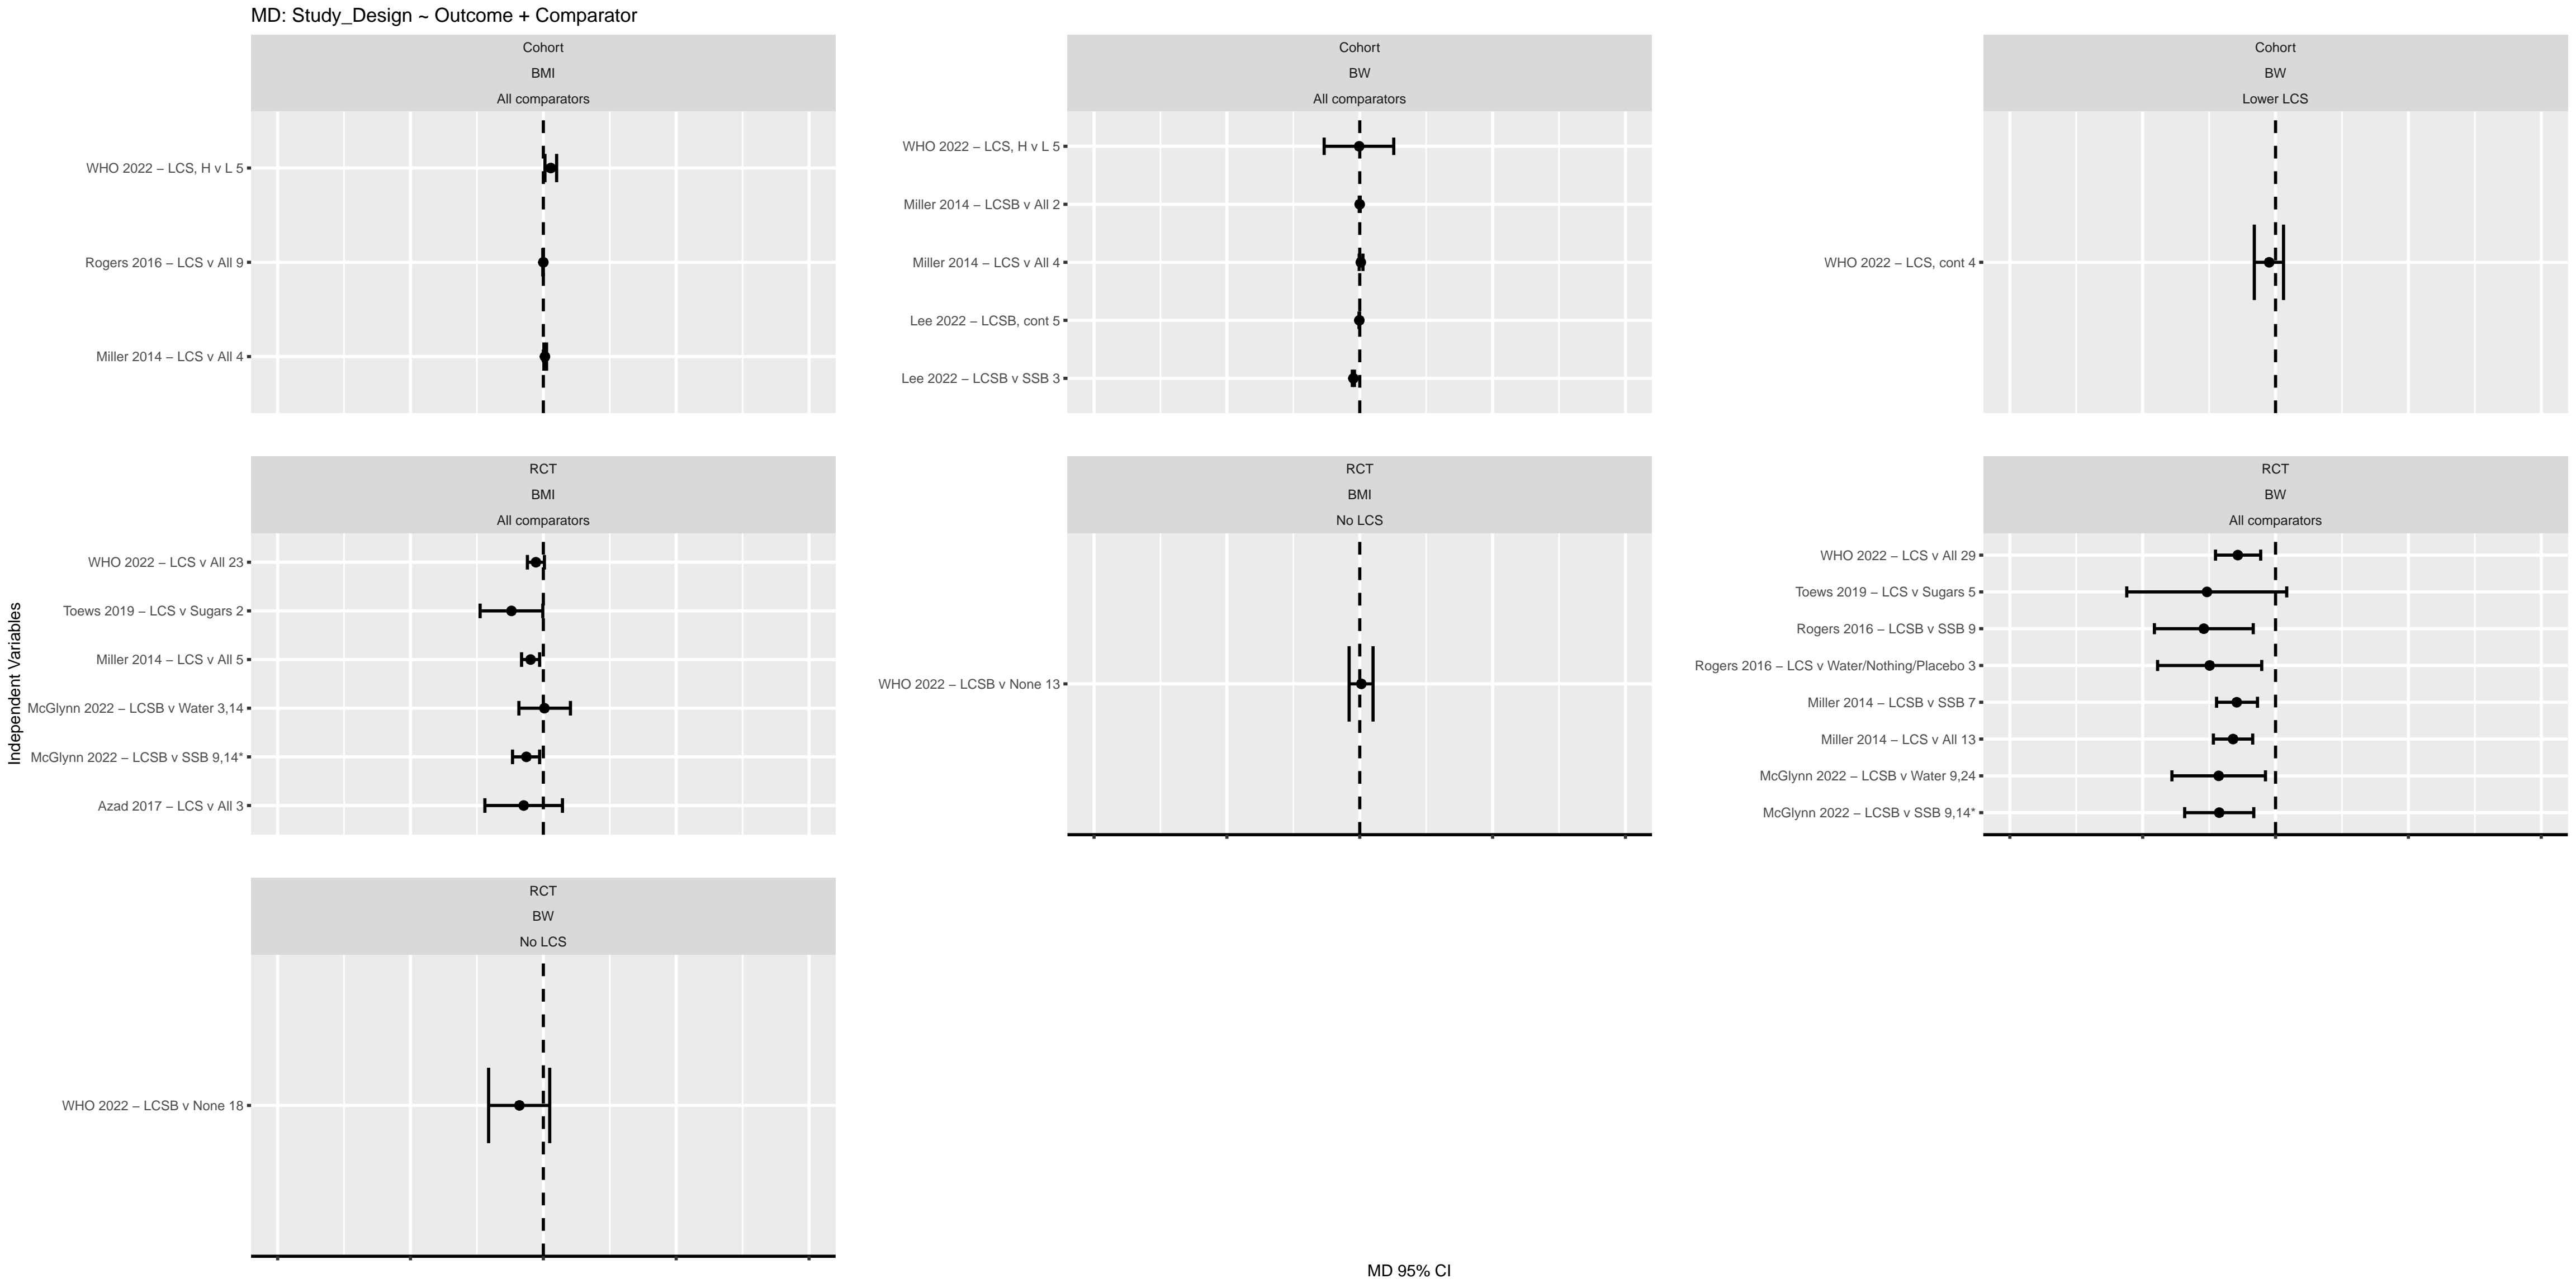 MD: Study_Design ~ Outcome + Comparator
Cohort
BMI
All comparators
WHO 2022 – LCS, H v L 5
Rogers 2016 – LCS v All 9
Miller 2014 – LCS v All 4
Cohort
BW
All comparators
WHO 2022 – LCS, H v L 5
Miller 2014 – LCSB v All 2
Miller 2014 – LCS v All 4
Lee 2022 – LCSB, cont 5
Lee 2022 – LCSB v SSB 3
Cohort
BW
Lower LCS
WHO 2022 – LCS, cont 4
Independent Variables
RCT
BMI
All comparators
WHO 2022 – LCS v All 23
Toews 2019 – LCS v Sugars 2
Miller 2014 – LCS v All 5
McGlynn 2022 – LCSB v Water 3,14
McGlynn 2022 – LCSB v SSB 9,14*
Azad 2017 – LCS v All 3
RCT
BMI
No LCS
WHO 2022 – LCSB v None 13
RCT
BW
All comparators
WHO 2022 – LCS v All 29
Toews 2019 – LCS v Sugars 5
Rogers 2016 – LCSB v SSB 9
Rogers 2016 – LCS v Water/Nothing/Placebo 3
Miller 2014 – LCSB v SSB 7
Miller 2014 – LCS v All 13
McGlynn 2022 – LCSB v Water 9,24
McGlynn 2022 – LCSB v SSB 9,14*
RCT
BW
No LCS
WHO 2022 – LCSB v None 18
MD 95% CI